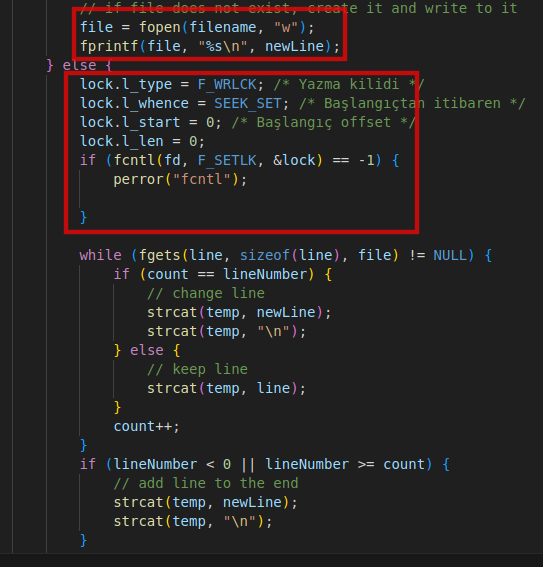 // if file does not exist, create it and write to it
file = fopen(filename, "w");
fprintf(file, "%s\n", newLine);
} else {
lock.l_type = F_WRLCK; /* Yazma kilidi */
lock.l_whence = SEEK_SET; /* Başlangıçtan itibaren */
lock.l_start = 0; /* Başlangıç offset */
lock.l_len = 0;
if (fcntl(fd, F_SETLK, &lock) == -1) {
perror("fcntl");
}
while (fgets(line, sizeof(line), file) != NULL) {
if (count == lineNumber) {
// change line
strcat(temp, newLine);
strcat(temp, "\n");
} else {
// keep line
strcat(temp, line);
}
count++;
}
if (lineNumber < 0 || lineNumber >= count) {
// add line to the end
strcat(temp, newLine);
strcat(temp, "\n");
}